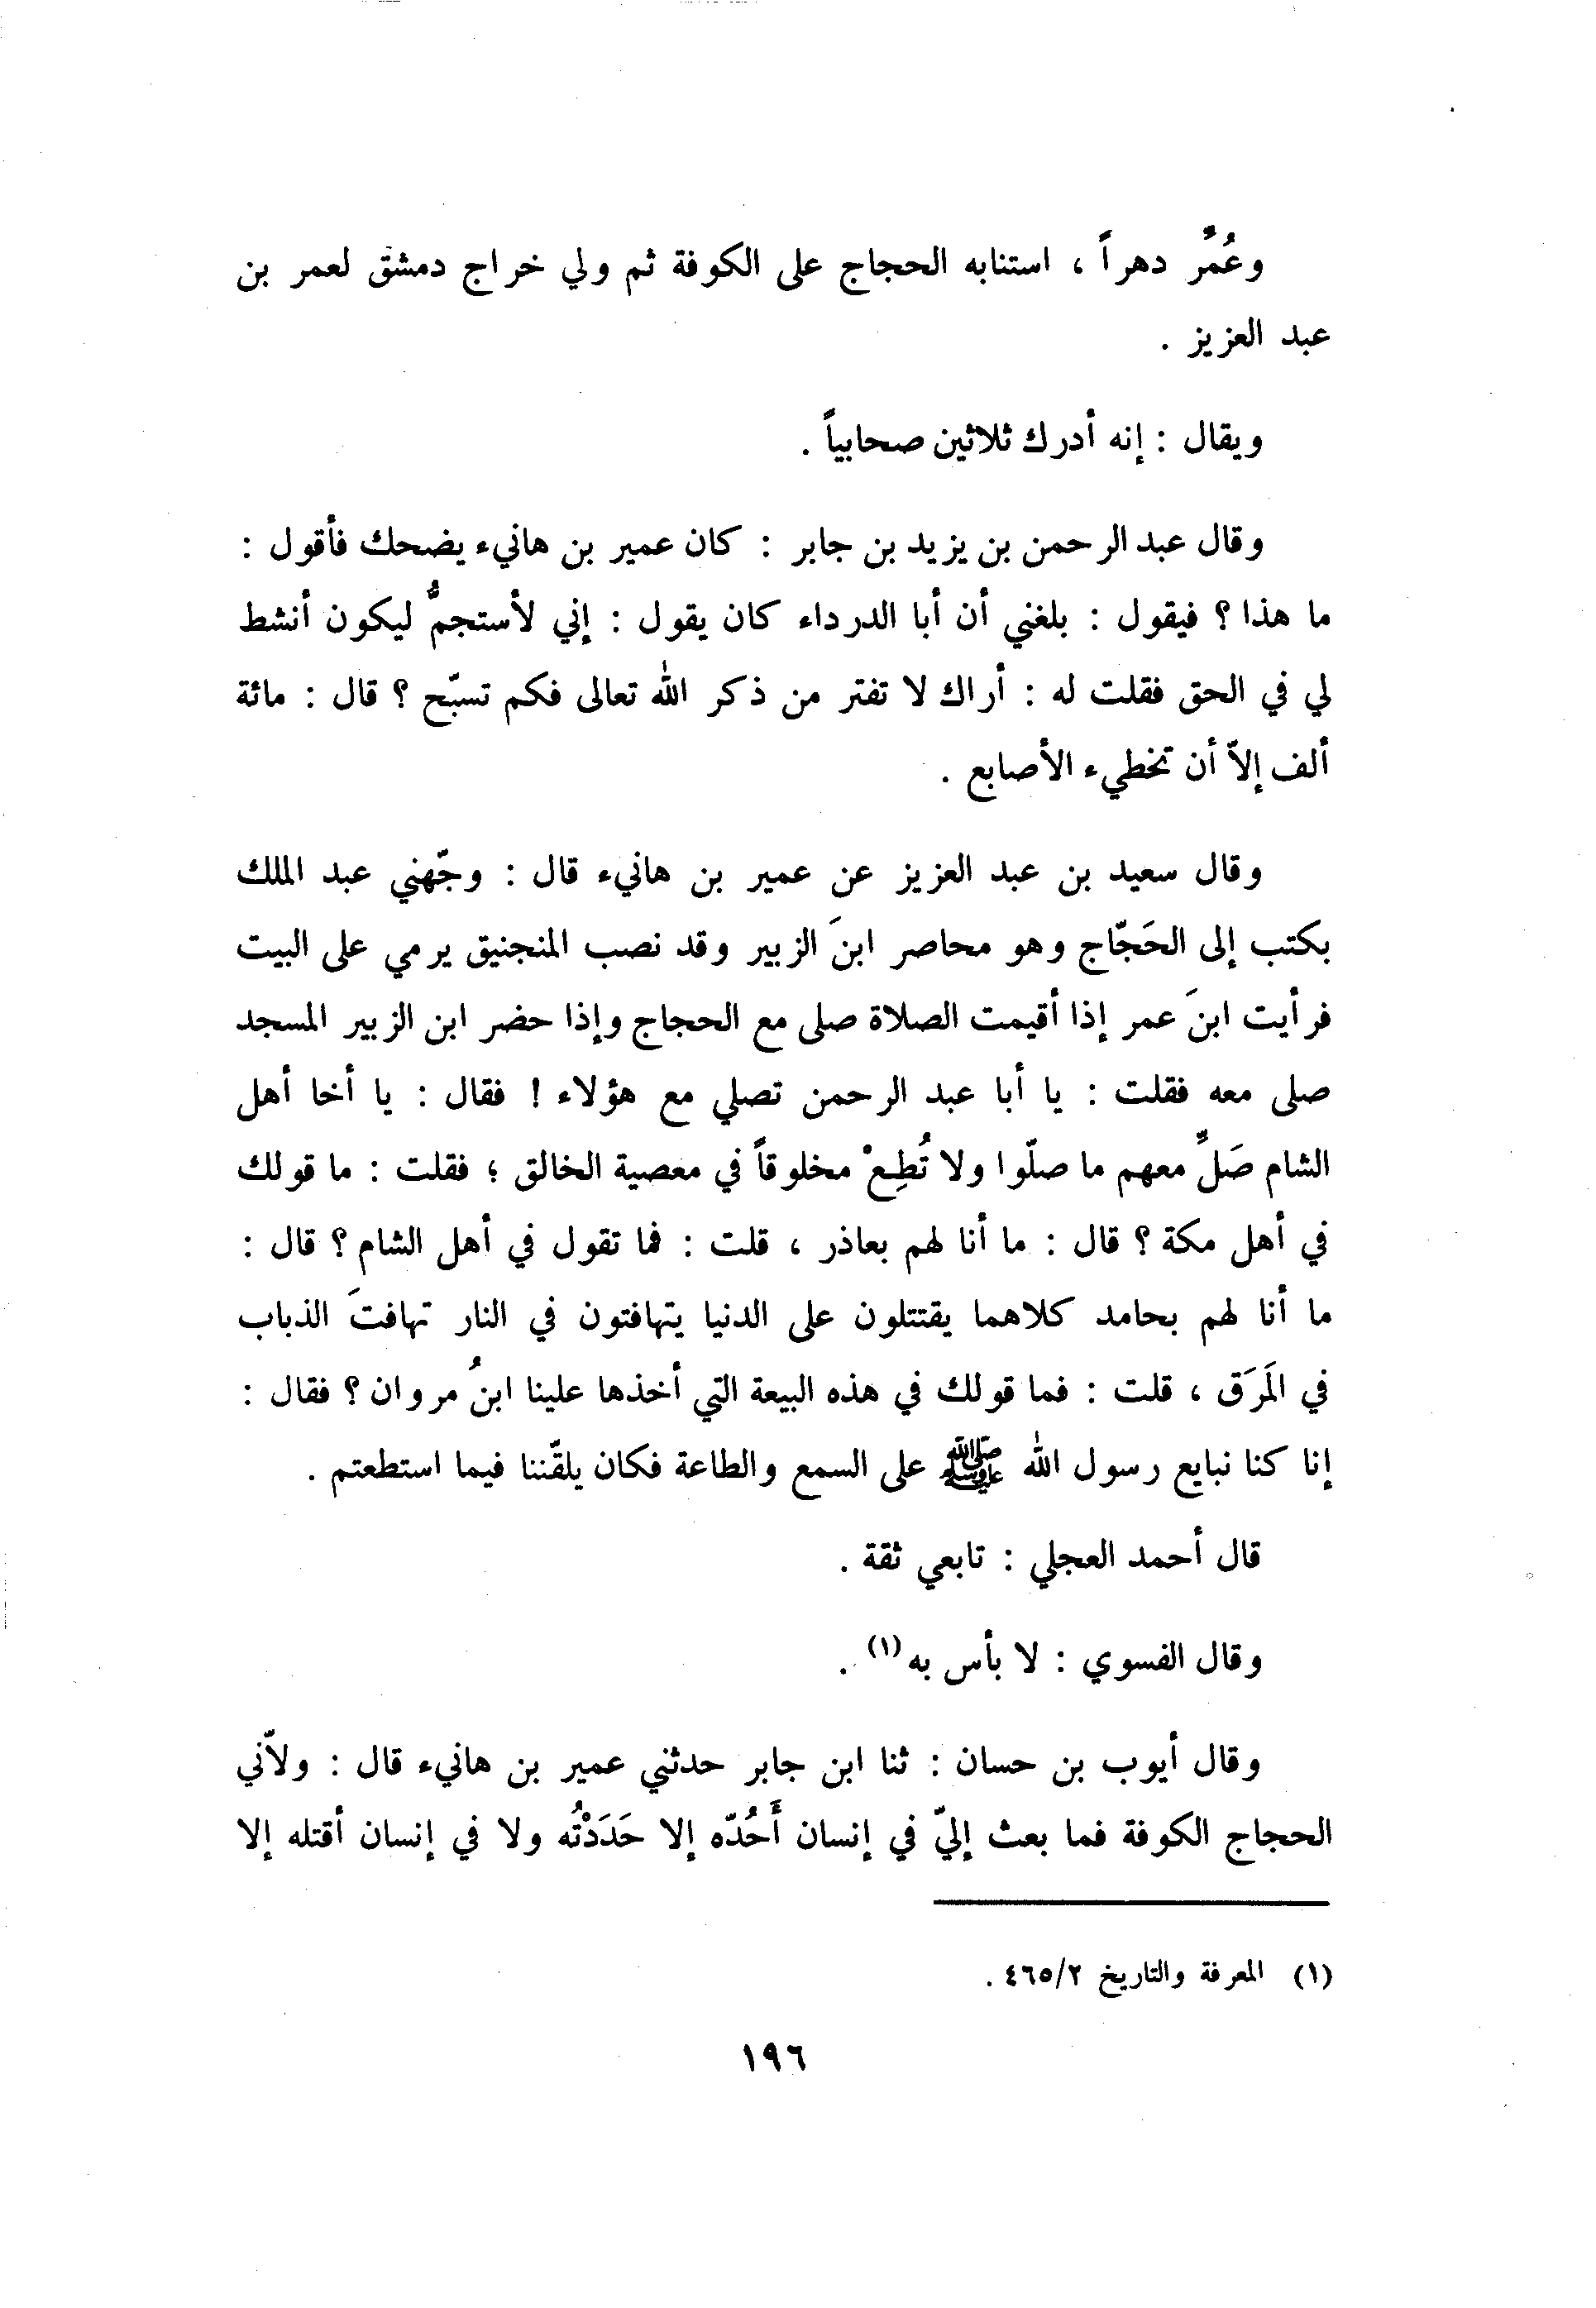 وعُمِّر دهراً ، استنابه الحجاج على الكوفة ثم ولي خراج دمشق لعمر بن
عبد العزيز .
ويقال : إنه أدرك ثلاثين صحابياً .
وقال عبد الرحمن بن يزيد بن جابر : كان عمير بن هانيء يضحك فأقول :
ما هذا ؟ فيقول : بلغني أن أبا الدرداء كان يقول : إني لأستجمُّ ليكون أنشط
لي في الحق فقلت له : أراك لا تفتر من ذكر الله تعالى فكم تسبّح ؟ قال : مائة
ألف إلاّ أن تخطيء الأصابع .
وقال سعيد بن عبد العزيز عن عمير بن هانيء قال : وجّهني عبد الملك
بكتب إلى الحَجّاج وهو محاصر ابنَ الزبير وقد نصب المنجنيق يرمي على البيت
فرأيت ابنَ عمر إذا أقيمت الصلاة صلى مع الحجاج وإذا حضر ابن الزبير المسجد
صلى معه فقلت : يا أبا عبد الرحمن تصلي مع هؤلاء ! فقال : يا أخا أهل
الشام صَلِّ معهم ما صلّوا ولا تُطِعْ مخلوقاً في معصية الخالق ؛ فقلت : ما قولك
في أهل مكة ؟ قال : ما أنا لهم بعاذر ، قلت : فما تقول في أهل الشام ؟ قال :
ما أنا لهم بحامد كلاهما يقتتلون على الدنيا يتهافتون في النار تهافتَ الذباب
في المَرَق ، قلت : فما قولك في هذه البيعة التي أخذها علينا ابنُ مروان ؟ فقال :
إنا كنا نبايع رسول الله ﷺ على السمع والطاعة فكان يلقّننا فيما استطعتم .
قال أحمد العجلي : تابعي ثقة .
وقال الفسوي : لا بأس به (١) .
وقال أيوب بن حسان : ثنا ابن جابر حدثني عمير بن هانيء قال : ولاّني
الحجاج الكوفة فما بعث إليّ في إنسان أَحُدّه إلا حَدَدْتُه ولا في إنسان أقتله إلا
(١) المعرفة والتاريخ ٤٦٥/٢ .
١٩٦